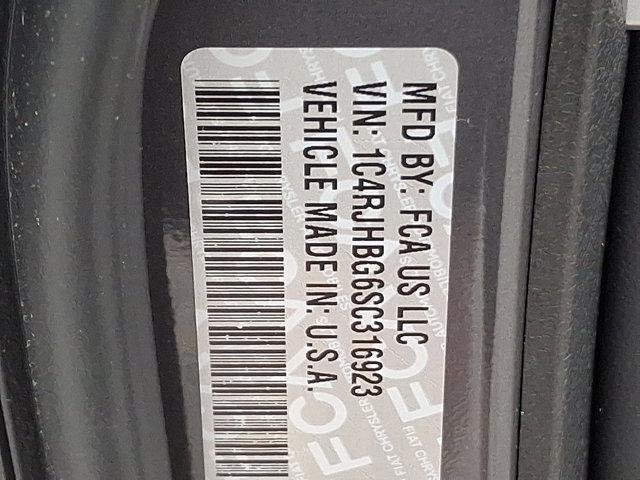 MFD BY: FCA US LLC
VIN: 1C4RJHBG6SC316923
VEHICLE MADE IN: U.S.A.